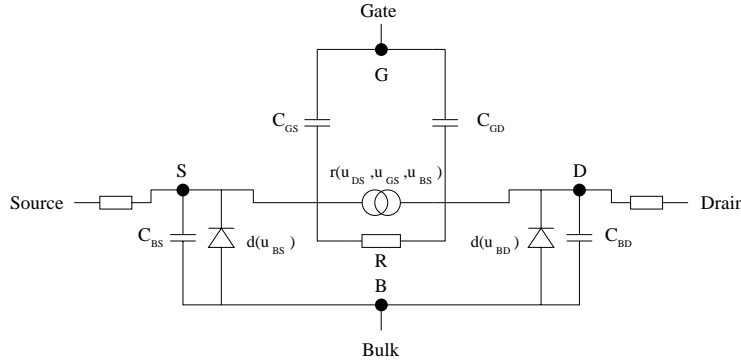 Gate
G
C_GS
C_GD
S
r(u_DS ,u_GS ,u_BS )
D
Source
Drain
C_BS
d(u_BS )
R
d(u_BD )
C_BD
B
Bulk